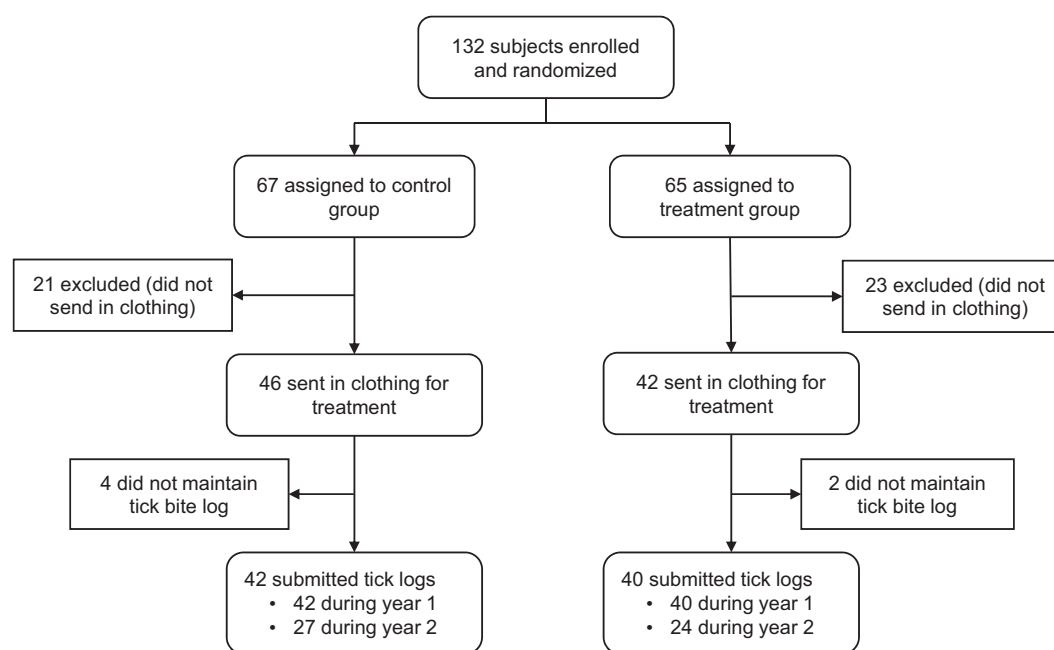 132 subjects enrolled
and randomized
67 assigned to control
group
65 assigned to
treatment group
21 excluded (did not
send in clothing)
23 excluded (did not
send in clothing)
46 sent in clothing for
treatment
42 sent in clothing for
treatment
4 did not maintain
tick bite log
2 did not maintain
tick bite log
42 submitted tick logs
• 42 during year 1
• 27 during year 2
40 submitted tick logs
• 40 during year 1
• 24 during year 2